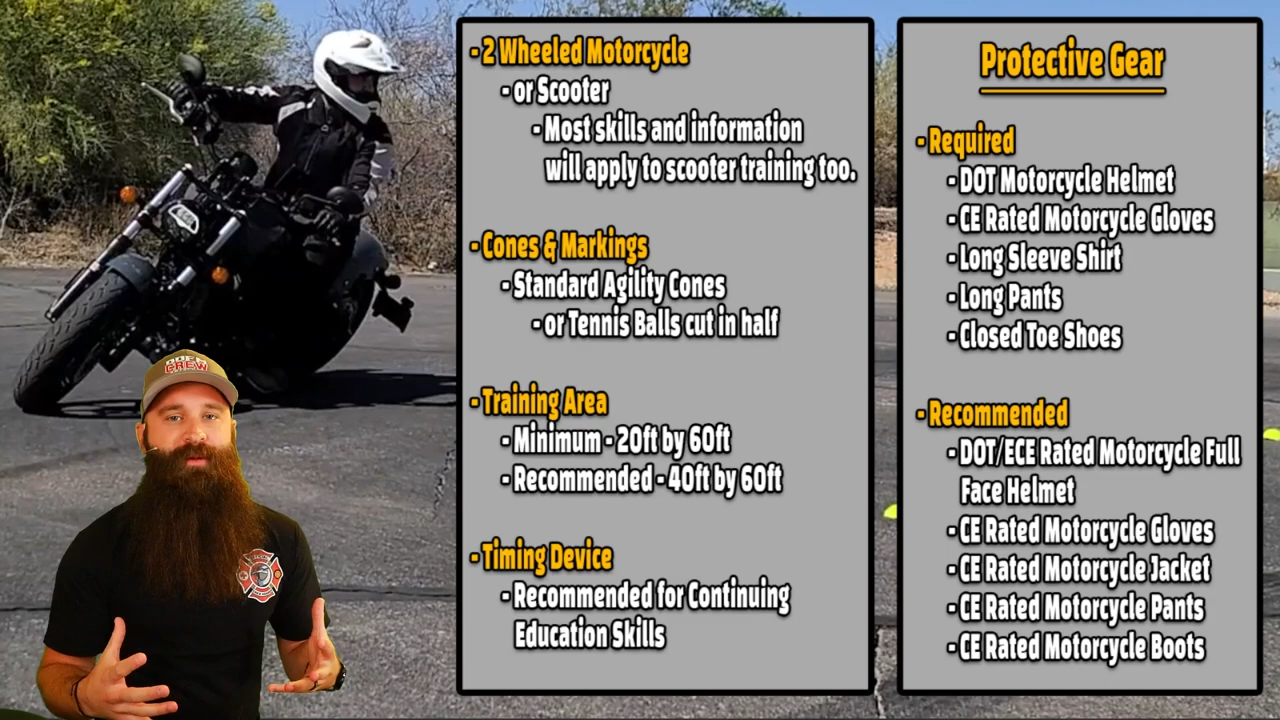 - 2 Wheeled Motorcycle
- or Scooter
- Most skills and information
will apply to scooter training too.
- Cones & Markings
- Standard Agility Cones
- or Tennis Balls cut in half
- Training Area
- Minimum - 20ft by 60ft
- Recommended - 40ft by 60ft
- Timing Device
- Recommended for Continuing
Education Skills
Protective Gear
- Required
- DOT Motorcycle Helmet
- CE Rated Motorcycle Gloves
- Long Sleeve Shirt
- Long Pants
- Closed Toe Shoes
- Recommended
- DOT/ECE Rated Motorcycle Full
Face Helmet
- CE Rated Motorcycle Gloves
- CE Rated Motorcycle Jacket
- CE Rated Motorcycle Pants
- CE Rated Motorcycle Boots
CREW